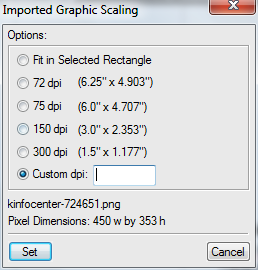 Imported Graphic Scaling
Options:
Fit in Selected Rectangle
72 dpi (6.25" x 4.903")
75 dpi (6.0" x 4.707")
150 dpi (3.0" x 2.353")
300 dpi (1.5" x 1.177")
Custom dpi:
kinfocenter-724651.png
Pixel Dimensions: 450 w by 353 h
Set Cancel